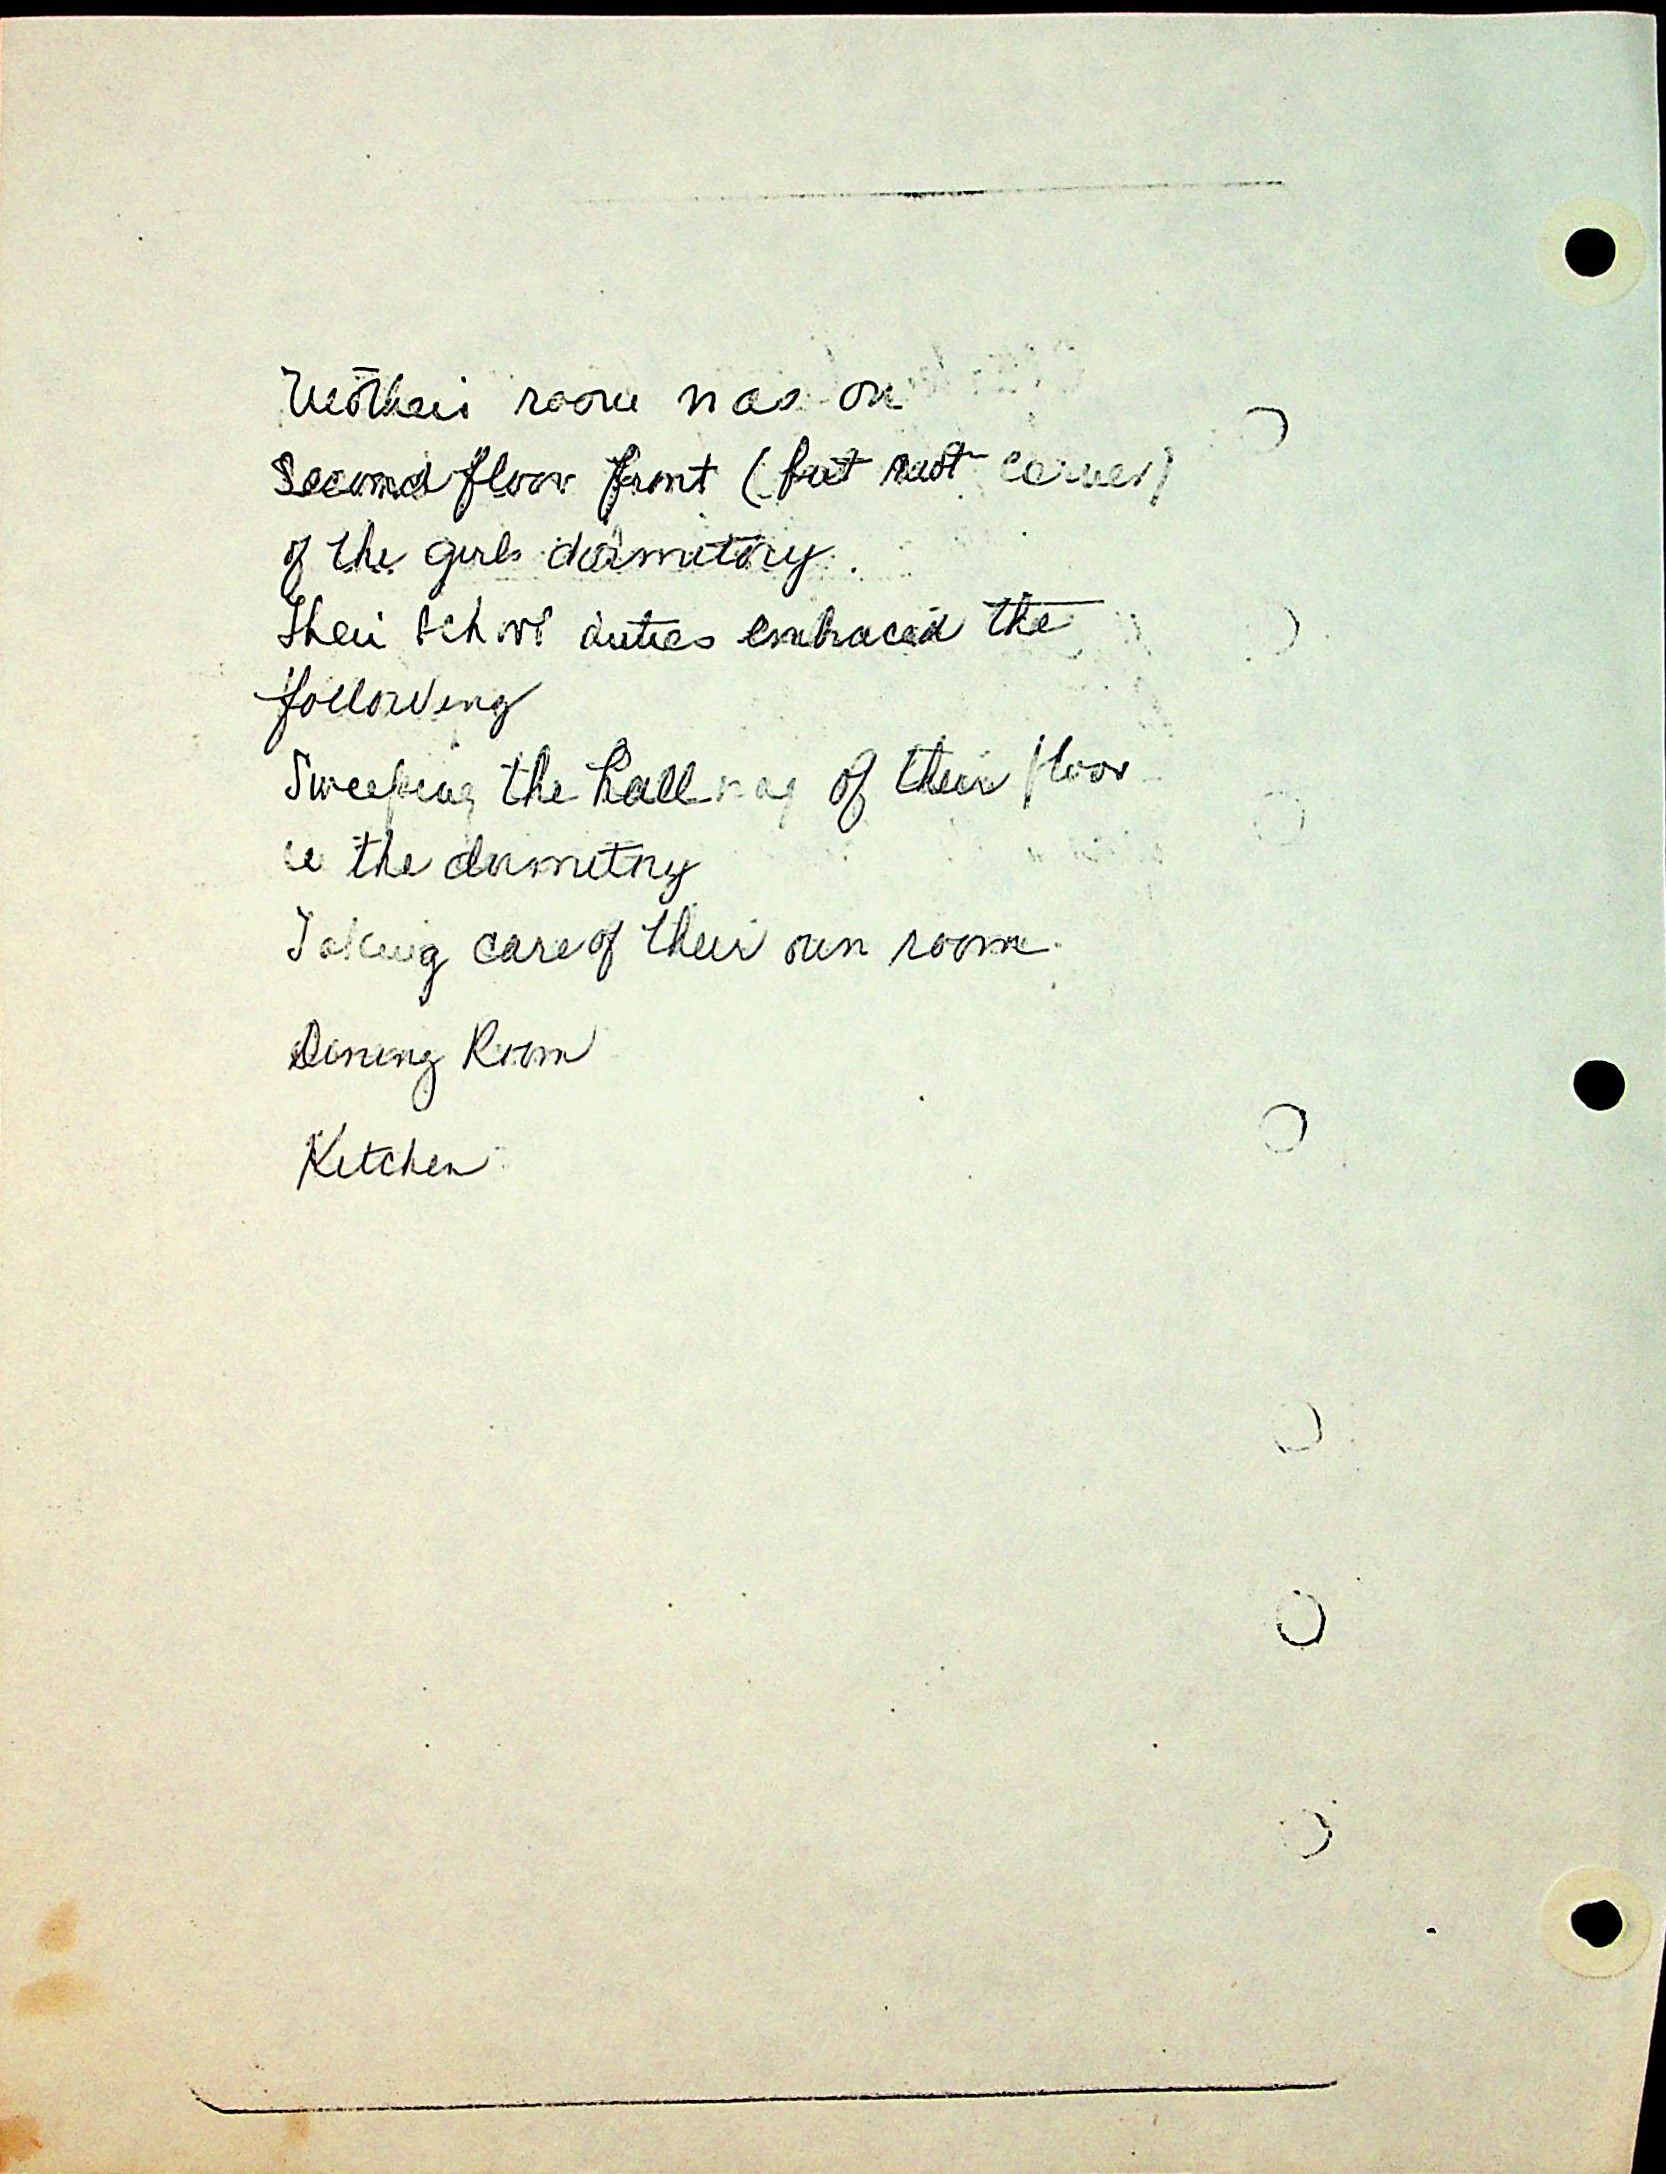 Mothers room was on
Second floor front (but not corner)
of the girls dormitory.
Their school duties embraced the
following
Sweeping the hallway of their floor
in the dormitory
Taking care of their own room.
Dining Room
Kitchen